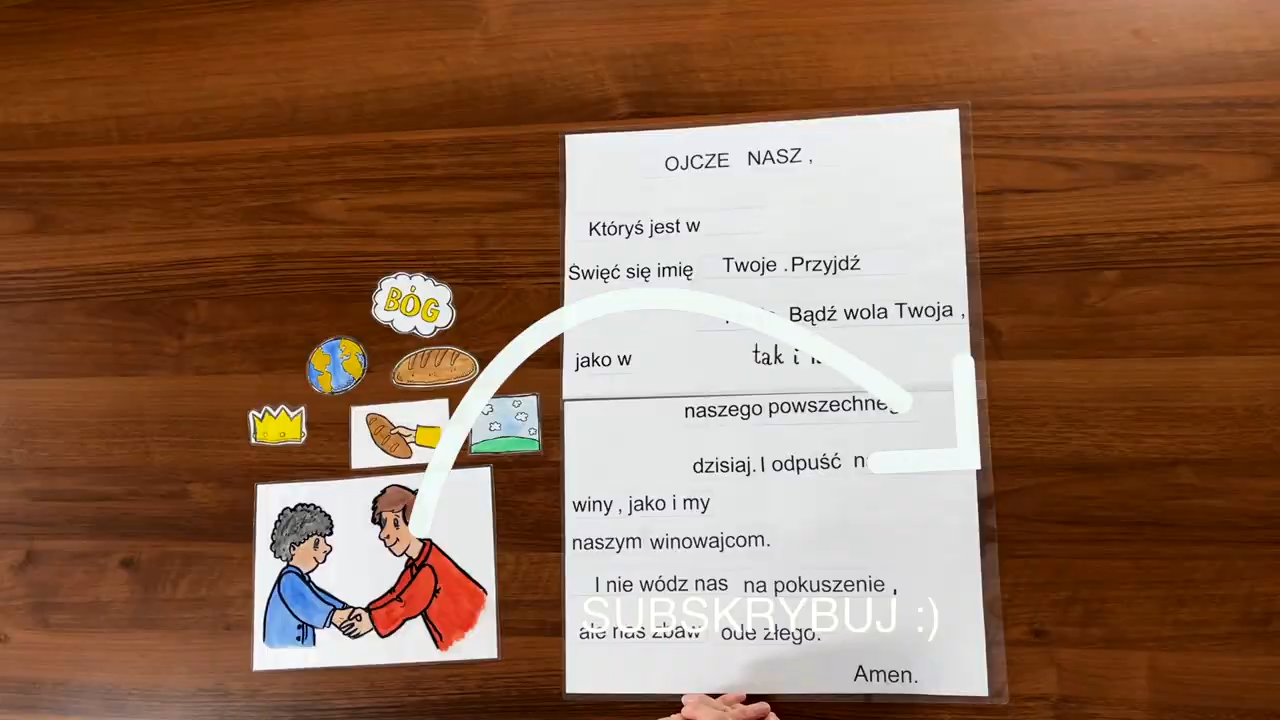 OJCZE NASZ ,
Któryś jest w
Święć się imię Twoje . Przyjdź
Bądź wola Twoja ,
jako w tak i
naszego powszechnego
dzisiaj. I odpuść
winy , jako i my
naszym winowajcom.
I nie wódz nas na pokuszenie ,
SUBSKRYBUJ :)
ale nas zbaw ode złego.
Amen.
BÓG